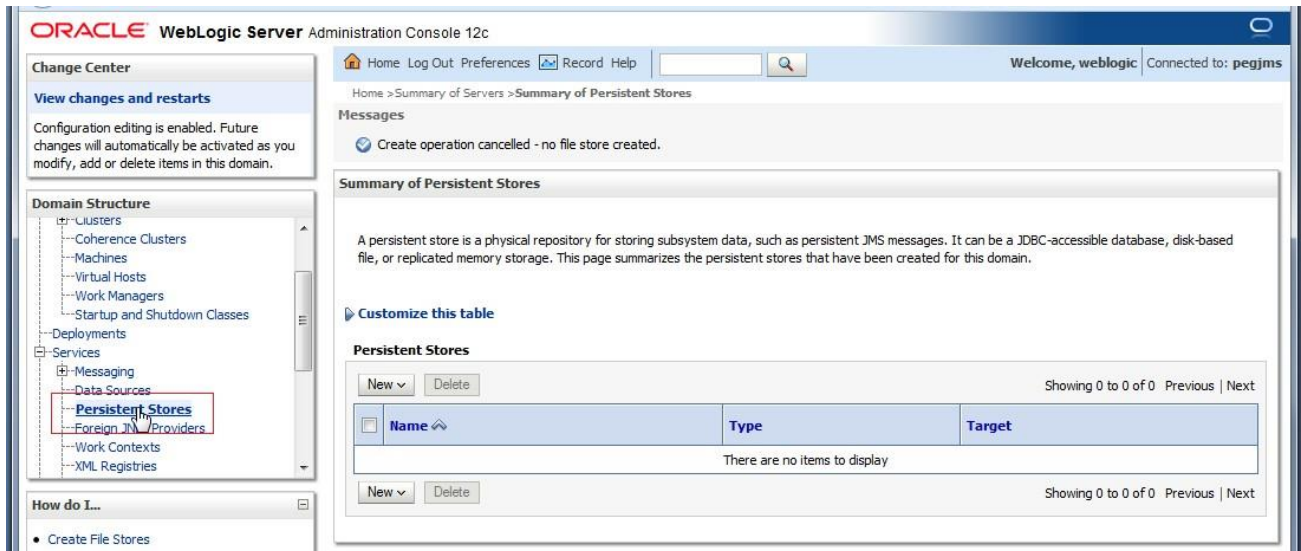 ORACLE WebLogic Server Administration Console 12c
Change Center
View changes and restarts
Configuration editing is enabled. Future
changes will automatically be activated as you
modify, add or delete items in this domain.
Domain Structure
Clusters
Coherence Clusters
Machines
Virtual Hosts
Work Managers
Startup and Shutdown Classes
Deployments
Services
Messaging
Data Sources
Persistent Stores
Foreign JMS Providers
Work Contexts
XML Registries
How do I...
Create File Stores
Home Log Out Preferences Record Help
Welcome, weblogic Connected to: pegjms
Home >Summary of Servers >Summary of Persistent Stores
Messages
Create operation cancelled - no file store created.
Summary of Persistent Stores
A persistent store is a physical repository for storing subsystem data, such as persistent JMS messages. It can be a JDBC-accessible database, disk-based
file, or replicated memory storage. This page summarizes the persistent stores that have been created for this domain.
Customize this table
Persistent Stores
New Delete Showing 0 to 0 of 0 Previous | Next
Name Type Target
There are no items to display
New Delete Showing 0 to 0 of 0 Previous | Next